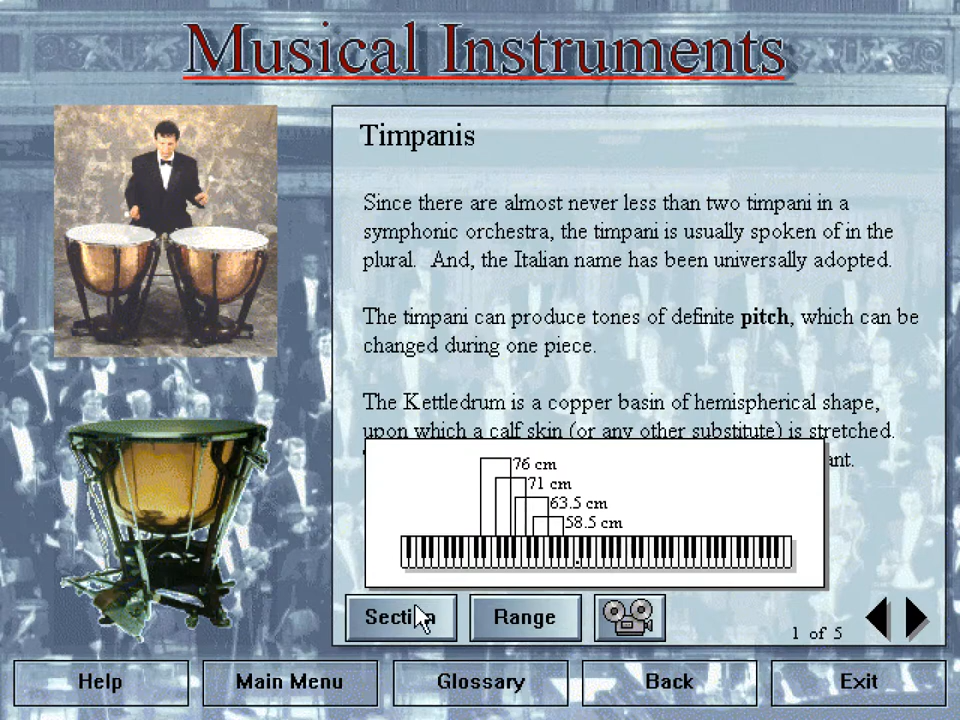 Musical Instruments
Timpanis
Since there are almost never less than two timpani in a
symphonic orchestra, the timpani is usually spoken of in the
plural.  And, the Italian name has been universally adopted.
The timpani can produce tones of definite pitch, which can be
changed during one piece.
The Kettledrum is a copper basin of hemispherical shape,
upon which a calf skin (or any other substitute) is stretched.
76 cm
71 cm
63.5 cm
58.5 cm
Range
1 of 5
Help
Main Menu
Glossary
Back
Exit